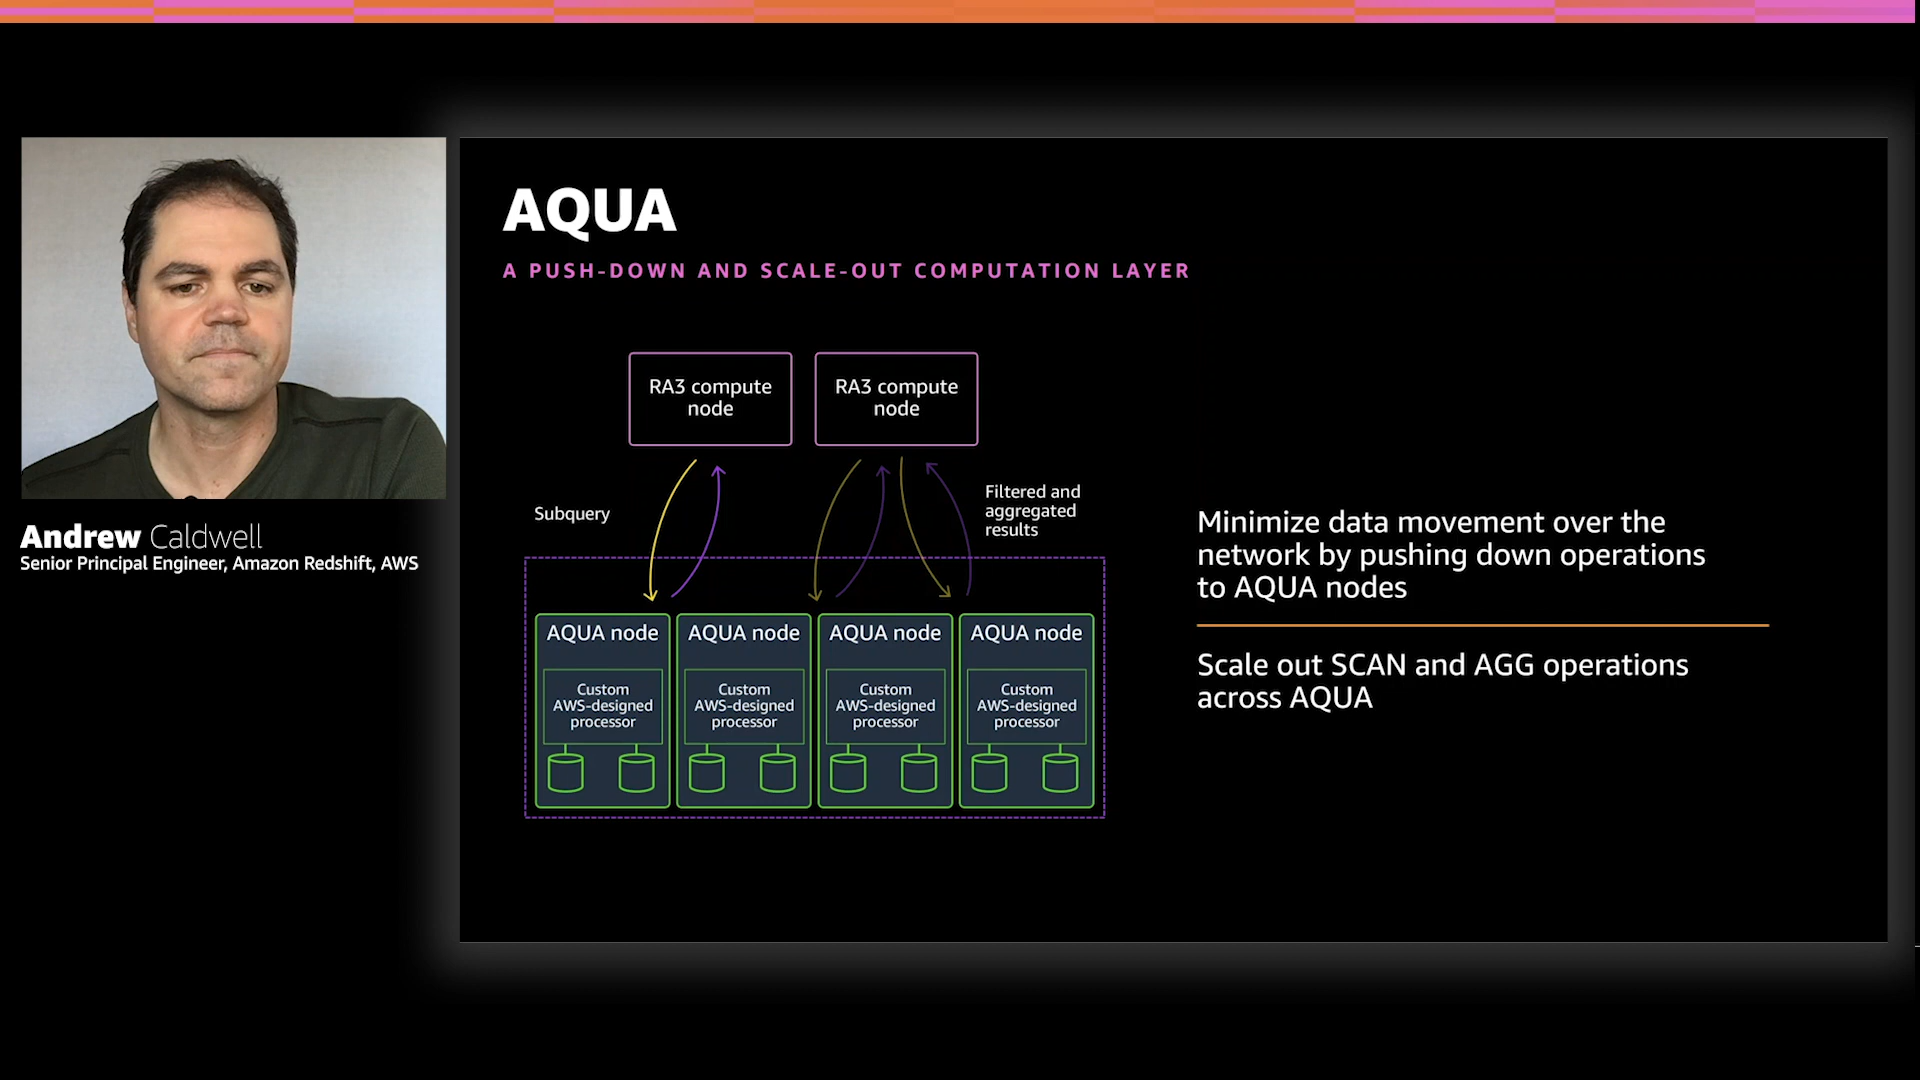 AQUA
A PUSH-DOWN AND SCALE-OUT COMPUTATION LAYER
RA3 compute
node
RA3 compute
node
Subquery
Filtered and
aggregated
results
AQUA node
Custom
AWS-designed
processor
AQUA node
Custom
AWS-designed
processor
AQUA node
Custom
AWS-designed
processor
AQUA node
Custom
AWS-designed
processor
Minimize data movement over the
network by pushing down operations
to AQUA nodes
Scale out SCAN and AGG operations
across AQUA
Andrew Caldwell
Senior Principal Engineer, Amazon Redshift, AWS